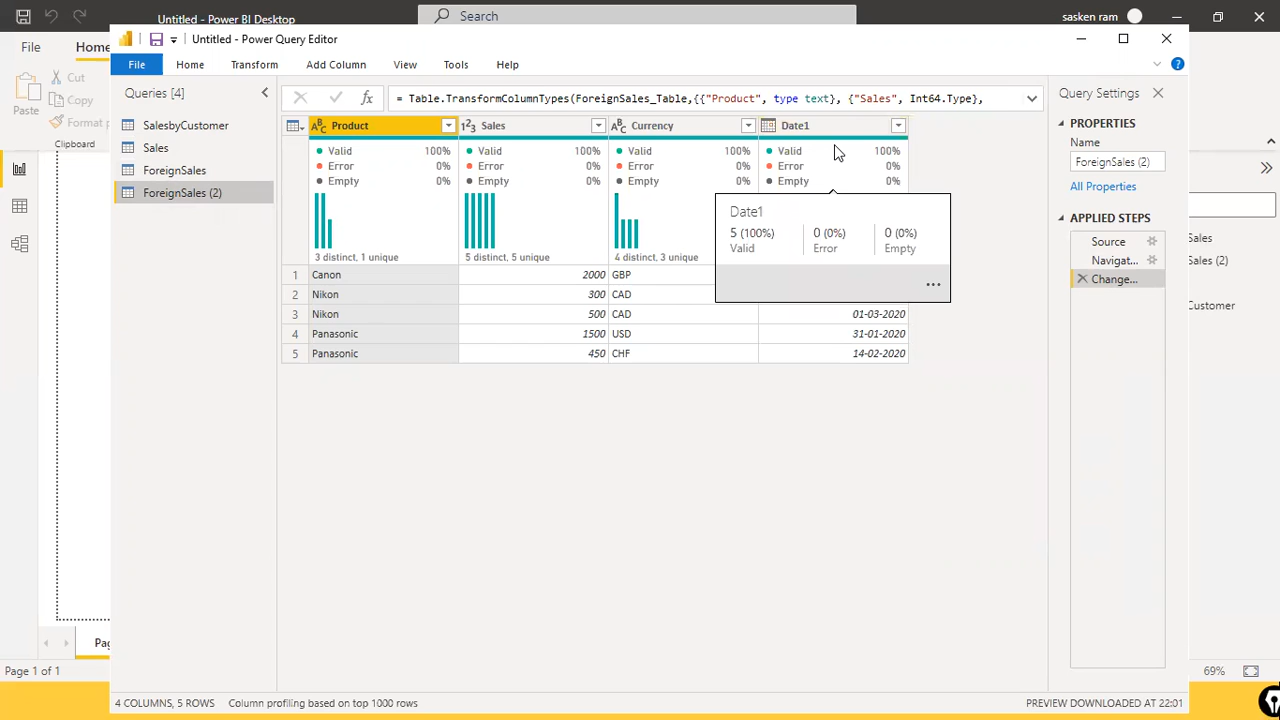 Untitled - Power BI Desktop
Search
sasken ram
File
Home
Paste
Cut
Copy
Format
Clipboard
Untitled - Power Query Editor
File
Home
Transform
Add Column
View
Tools
Help
Queries [4]
SalesbyCustomer
Sales
ForeignSales
ForeignSales (2)
= Table.TransformColumnTypes(ForeignSales_Table,{{"Product", type text}, {"Sales", Int64.Type},
Product Sales Currency Date1
Valid 100% Valid 100% Valid 100% Valid 100%
Error 0% Error 0% Error 0% Error 0%
Empty 0% Empty 0% Empty 0% Empty 0%
3 distinct, 1 unique 5 distinct, 5 unique 4 distinct, 3 unique
Date1
5 (100%) 0 (0%) 0 (0%)
Valid Error Empty
1 Canon 2000 GBP
2 Nikon 300 CAD
3 Nikon 500 CAD 01-03-2020
4 Panasonic 1500 USD 31-01-2020
5 Panasonic 450 CHF 14-02-2020
Query Settings
PROPERTIES
Name
ForeignSales (2)
All Properties
APPLIED STEPS
Source
Navigat...
Change...
Sales
Sales (2)
Customer
4 COLUMNS, 5 ROWS
Column profiling based on top 1000 rows
PREVIEW DOWNLOADED AT 22:01
Page 1 of 1
69%